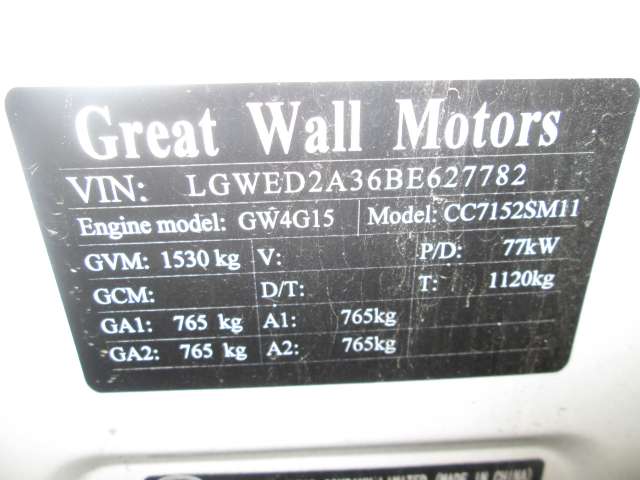 Great Wall Motors
VIN: LGWED2A36BE627782
Engine model: GW4G15 Model: CC7152SM11
GVM: 1530 kg V: P/D: 77kW
GCM: D/T: T: 1120kg
GA1: 765 kg A1: 765kg
GA2: 765 kg A2: 765kg
(MADE IN CHINA)